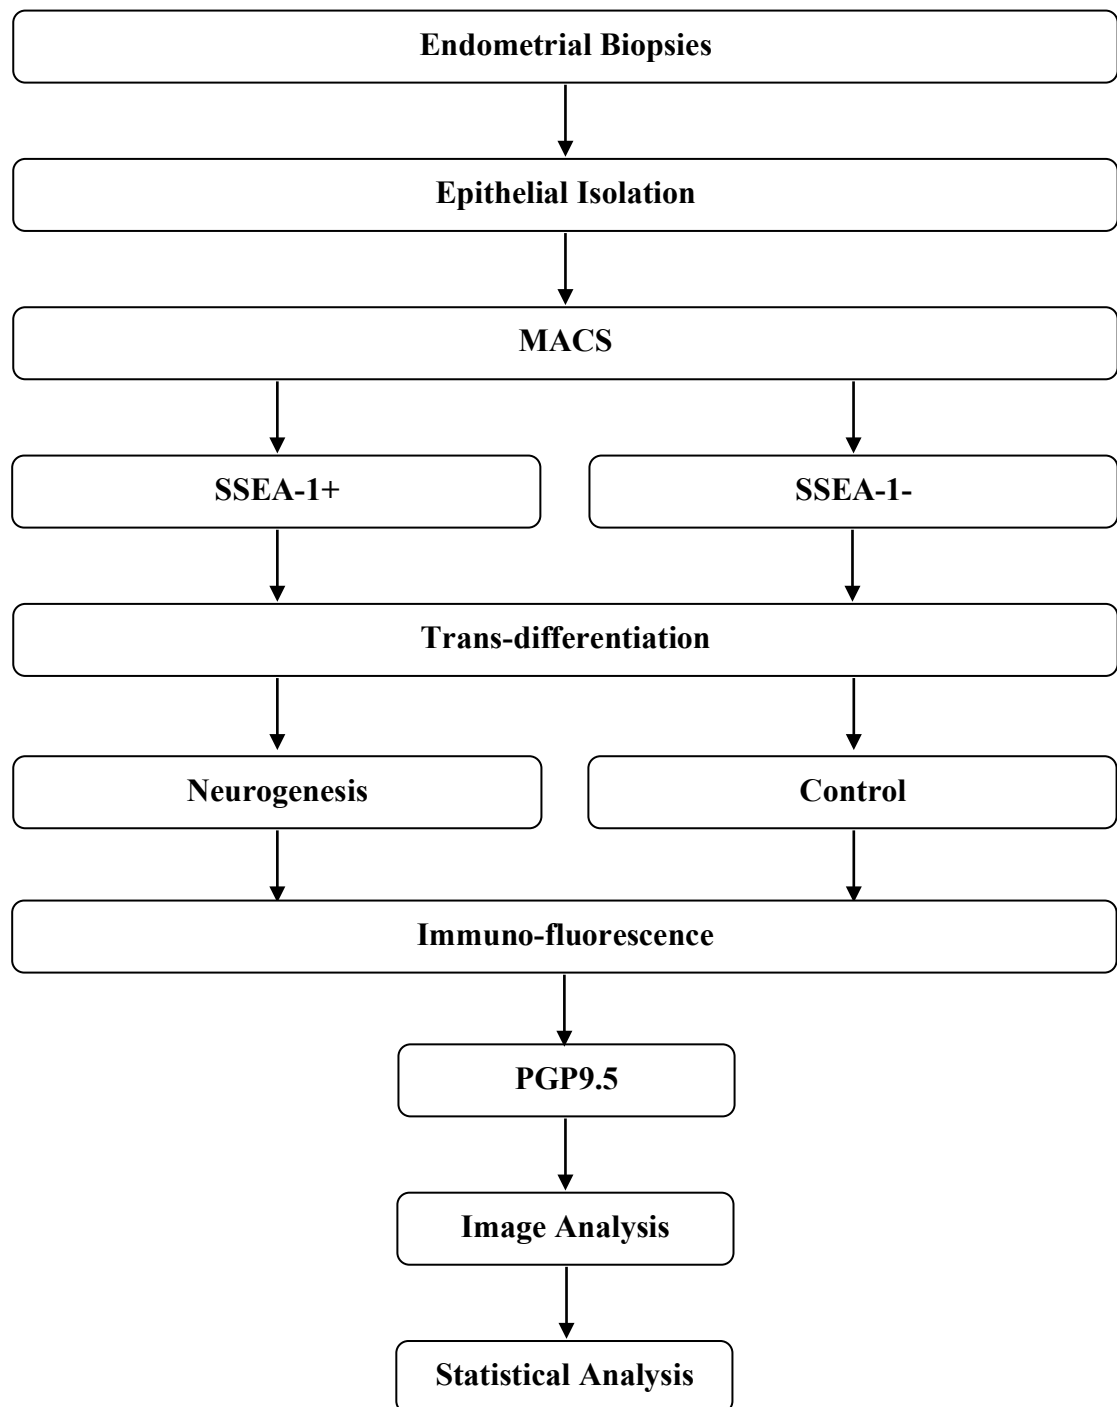 Endometrial Biopsies
Epithelial Isolation
MACS
SSEA-1+
SSEA-1-
Trans-differentiation
Neurogenesis
Control
Immuno-fluorescence
PGP9.5
Image Analysis
Statistical Analysis